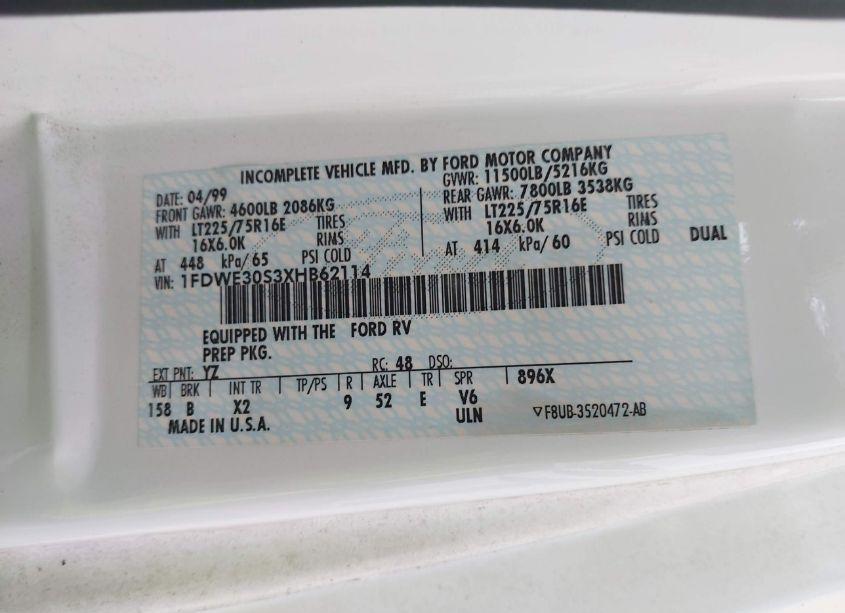 INCOMPLETE VEHICLE MFD. BY FORD MOTOR COMPANY
DATE: 04/99 GVWR: 11500LB/5216KG
FRONT GAWR: 4600LB 2086KG REAR GAWR: 7800LB 3538KG
WITH LT225/75R16E TIRES WITH LT225/75R16E TIRES
16X6.0K RIMS 16X6.0K RIMS
AT 448 kPa/65 PSI COLD AT 414 kPa/60 PSI COLD DUAL
VIN: 1FDWE30S3XHB62114
EQUIPPED WITH THE FORD RV
PREP PKG.
EXT PNT: YZ RC: 48 DSO:
WB BRK INT TR TP/PS R AXLE TR SPR 896X
158 B X2 9 52 E V6
MADE IN U.S.A. ULN ▽F8UB-3520472-AB